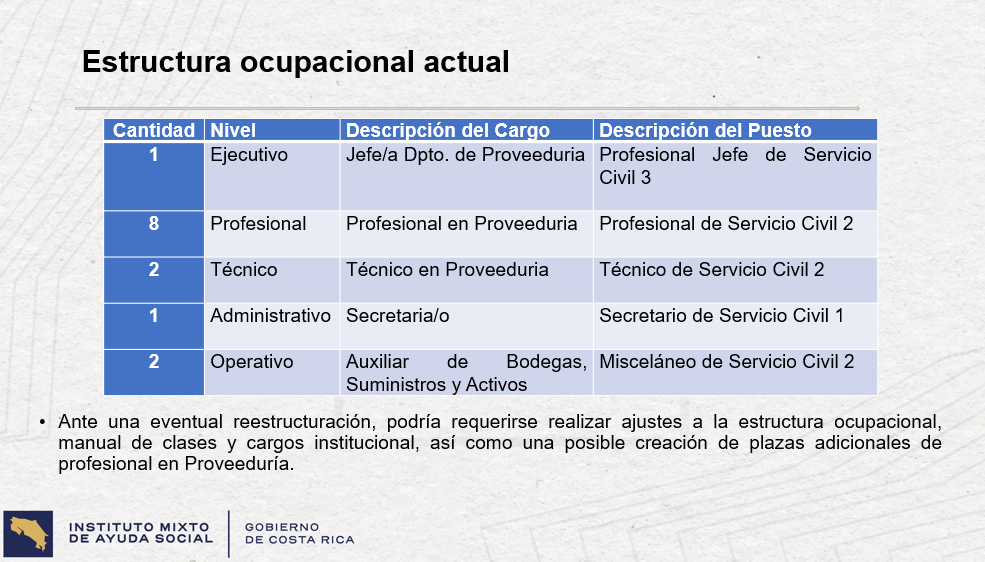 Estructura ocupacional actual
Cantidad Nivel Descripción del Cargo Descripción del Puesto
1 Ejecutivo Jefe/a Dpto. de Proveeduria Profesional Jefe de Servicio
Civil 3
8 Profesional Profesional en Proveeduria Profesional de Servicio Civil 2
2 Técnico Técnico en Proveeduria Técnico de Servicio Civil 2
1 Administrativo Secretaria/o Secretario de Servicio Civil 1
2 Operativo Auxiliar de Bodegas, Misceláneo de Servicio Civil 2
Suministros y Activos
• Ante una eventual reestructuración, podría requerirse realizar ajustes a la estructura ocupacional,
manual de clases y cargos institucional, así como una posible creación de plazas adicionales de
profesional en Proveeduría.
INSTITUTO MIXTO
DE AYUDA SOCIAL
GOBIERNO
DE COSTA RICA